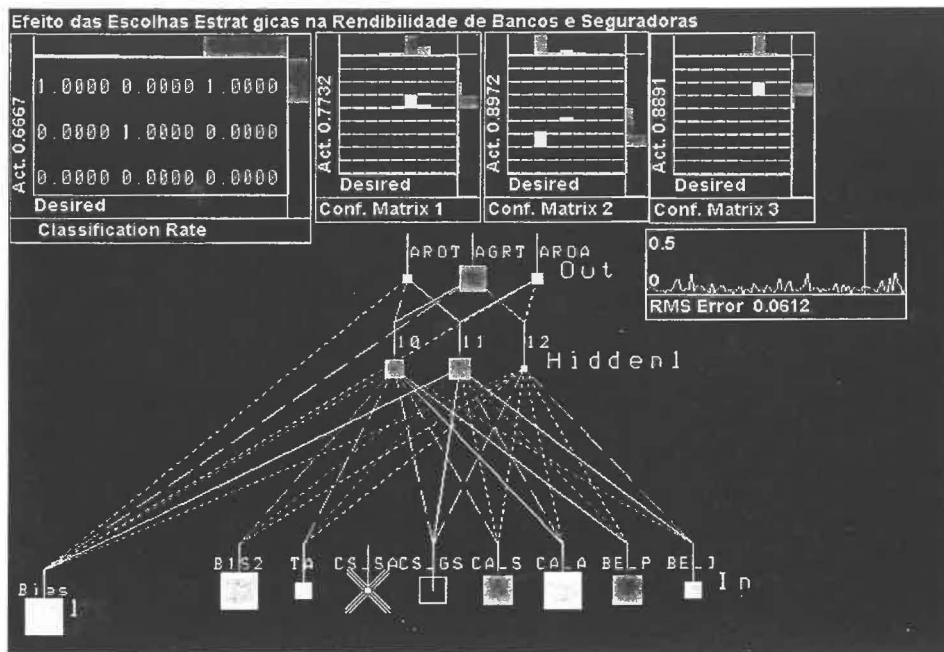 Efeito das Escolhas Estrat gicas na Rendibilidade de Bancos e Seguradoras
Act. 0.6667
1.0000 0.0000 1.0000
0.0000 1.0000 0.0000
0.0000 0.0000 0.0000
Desired
Classification Rate
Act. 0.7732
Desired
Conf. Matrix 1
Act. 0.8972
Desired
Conf. Matrix 2
Act. 0.8891
Desired
Conf. Matrix 3
0.5
0
RMS Error 0.0612
AROT AGRT AROA
Out
10 11 12
Hidden1
BIS2 TA CS_SA CS_GS CA_S CA_A BE_P BE_I
In
Bias
1